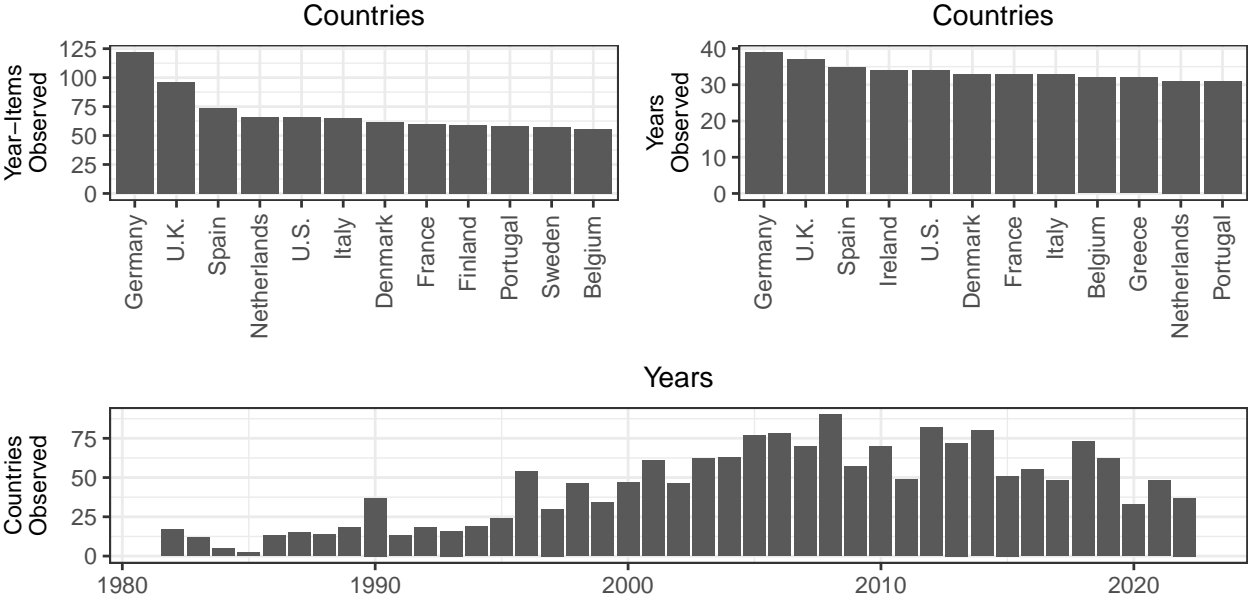 Countries
Year−Items
Observed
125
100
75
50
25
0
Germany
U.K.
Spain
Netherlands
U.S.
Italy
Denmark
France
Finland
Portugal
Sweden
Belgium
Countries
Years
Observed
40
30
20
10
0
Germany
U.K.
Spain
Ireland
U.S.
Denmark
France
Italy
Belgium
Greece
Netherlands
Portugal
Years
Countries
Observed
75
50
25
0
1980
1990
2000
2010
2020